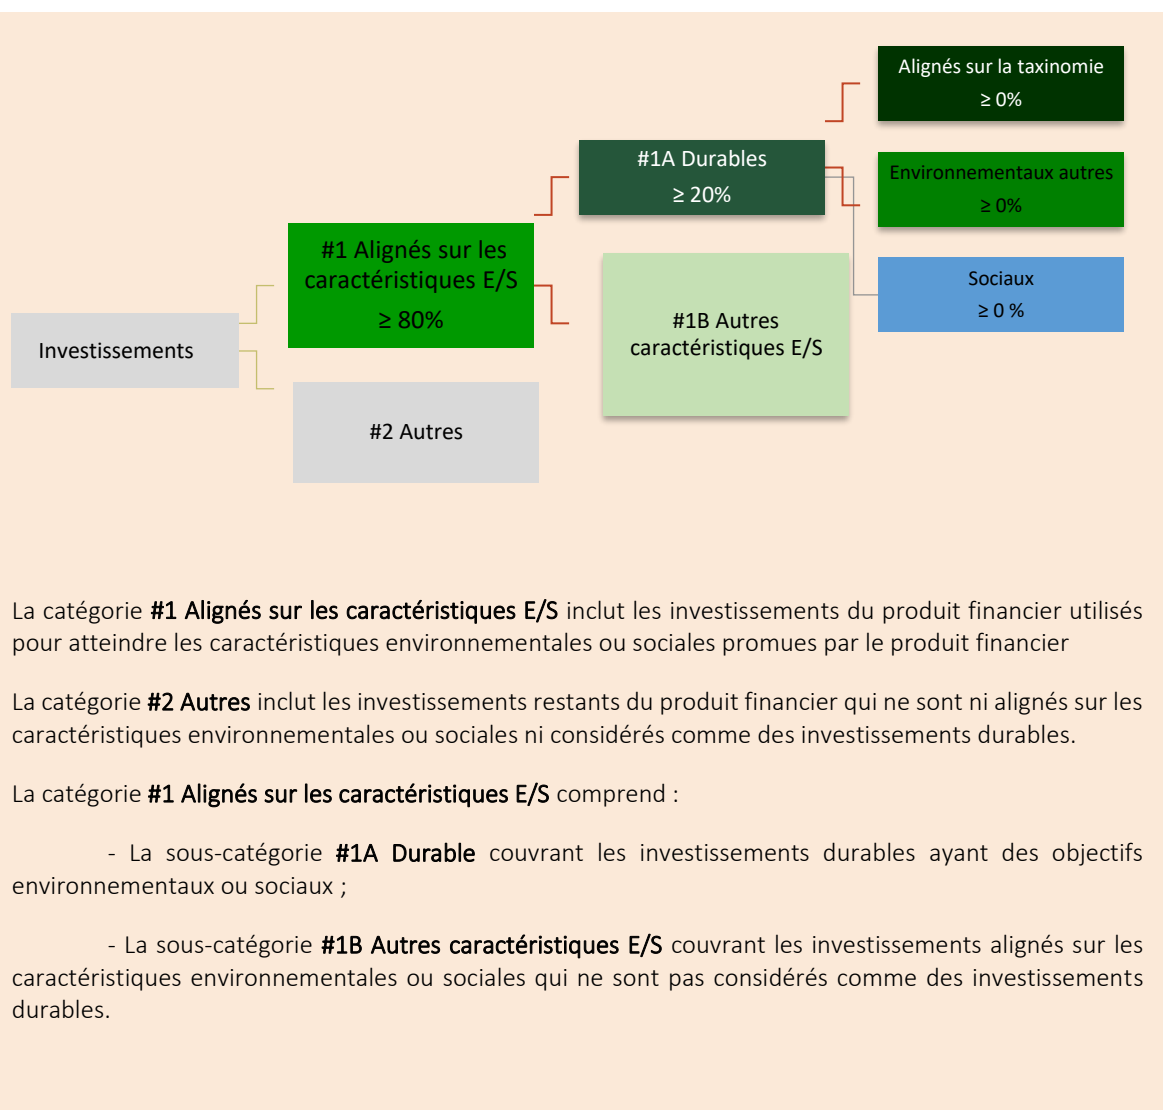 Alignés sur la taxinomie
≥ 0%
#1A Durables
≥ 20%
Environnementaux autres
≥ 0%
#1 Alignés sur les
caractéristiques E/S
≥ 80%
Sociaux
≥ 0 %
#1B Autres
caractéristiques E/S
Investissements
#2 Autres
La catégorie #1 Alignés sur les caractéristiques E/S inclut les investissements du produit financier utilisés
pour atteindre les caractéristiques environnementales ou sociales promues par le produit financier
La catégorie #2 Autres inclut les investissements restants du produit financier qui ne sont ni alignés sur les
caractéristiques environnementales ou sociales ni considérés comme des investissements durables.
La catégorie #1 Alignés sur les caractéristiques E/S comprend :
- La sous-catégorie #1A Durable couvrant les investissements durables ayant des objectifs
environnementaux ou sociaux ;
- La sous-catégorie #1B Autres caractéristiques E/S couvrant les investissements alignés sur les
caractéristiques environnementales ou sociales qui ne sont pas considérés comme des investissements
durables.